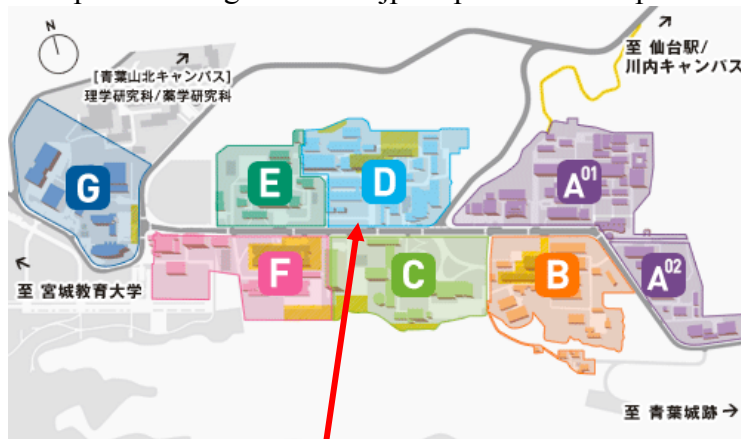 N
至 仙台駅/
川内キャンパス
[青葉山北キャンパス]
理学研究科/薬学研究科
A01
G
E
D
F
C
B
A02
至 宮城教育大学
至 青葉城跡